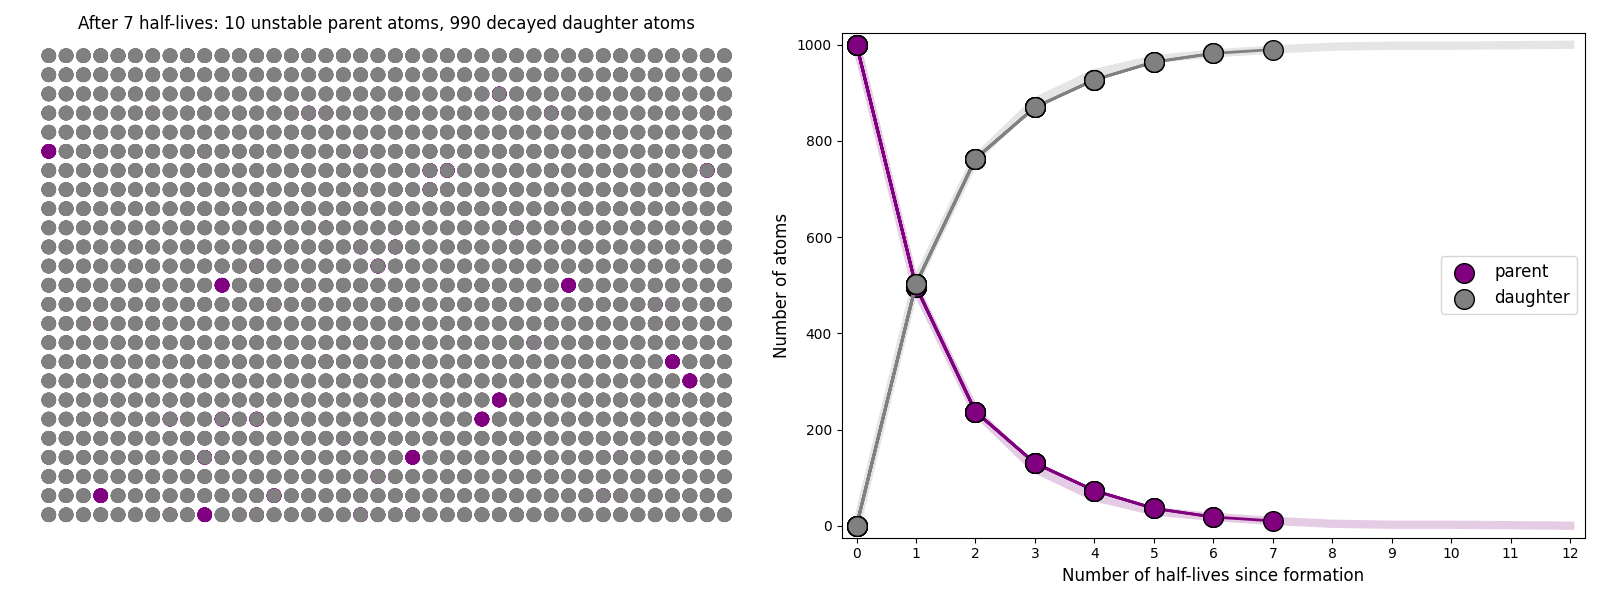 After 7 half-lives: 10 unstable parent atoms, 990 decayed daughter atoms
Number of atoms
1000
800
600
400
200
0
parent
daughter
0 1 2 3 4 5 6 7 8 9 10 11 12
Number of half-lives since formation